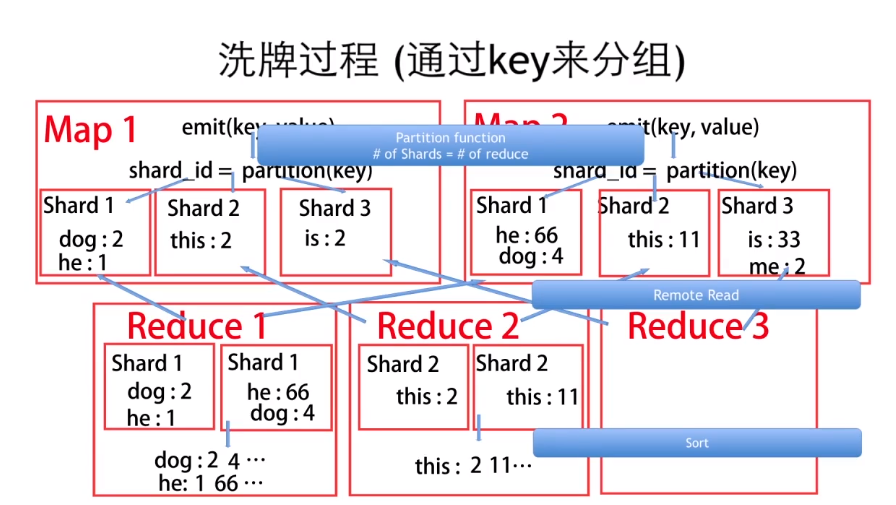 洗牌过程 (通过key来分组)
Map 1
emit(key, value)
Map 2
emit(key, value)
Partition function
# of Shards = # of reduce
shard_id = partition(key)
shard_id = partition(key)
Shard 1
dog : 2
he : 1
Shard 2
this : 2
Shard 3
is : 2
Shard 1
he : 66
dog : 4
Shard 2
this : 11
Shard 3
is : 33
me : 2
Remote Read
Reduce 1
Shard 1
dog : 2
he : 1
Shard 1
he : 66
dog : 4
dog : 2 4 …
he: 1 66 …
Reduce 2
Shard 2
this : 2
Shard 2
this : 11
this : 2 11…
Reduce 3
Sort